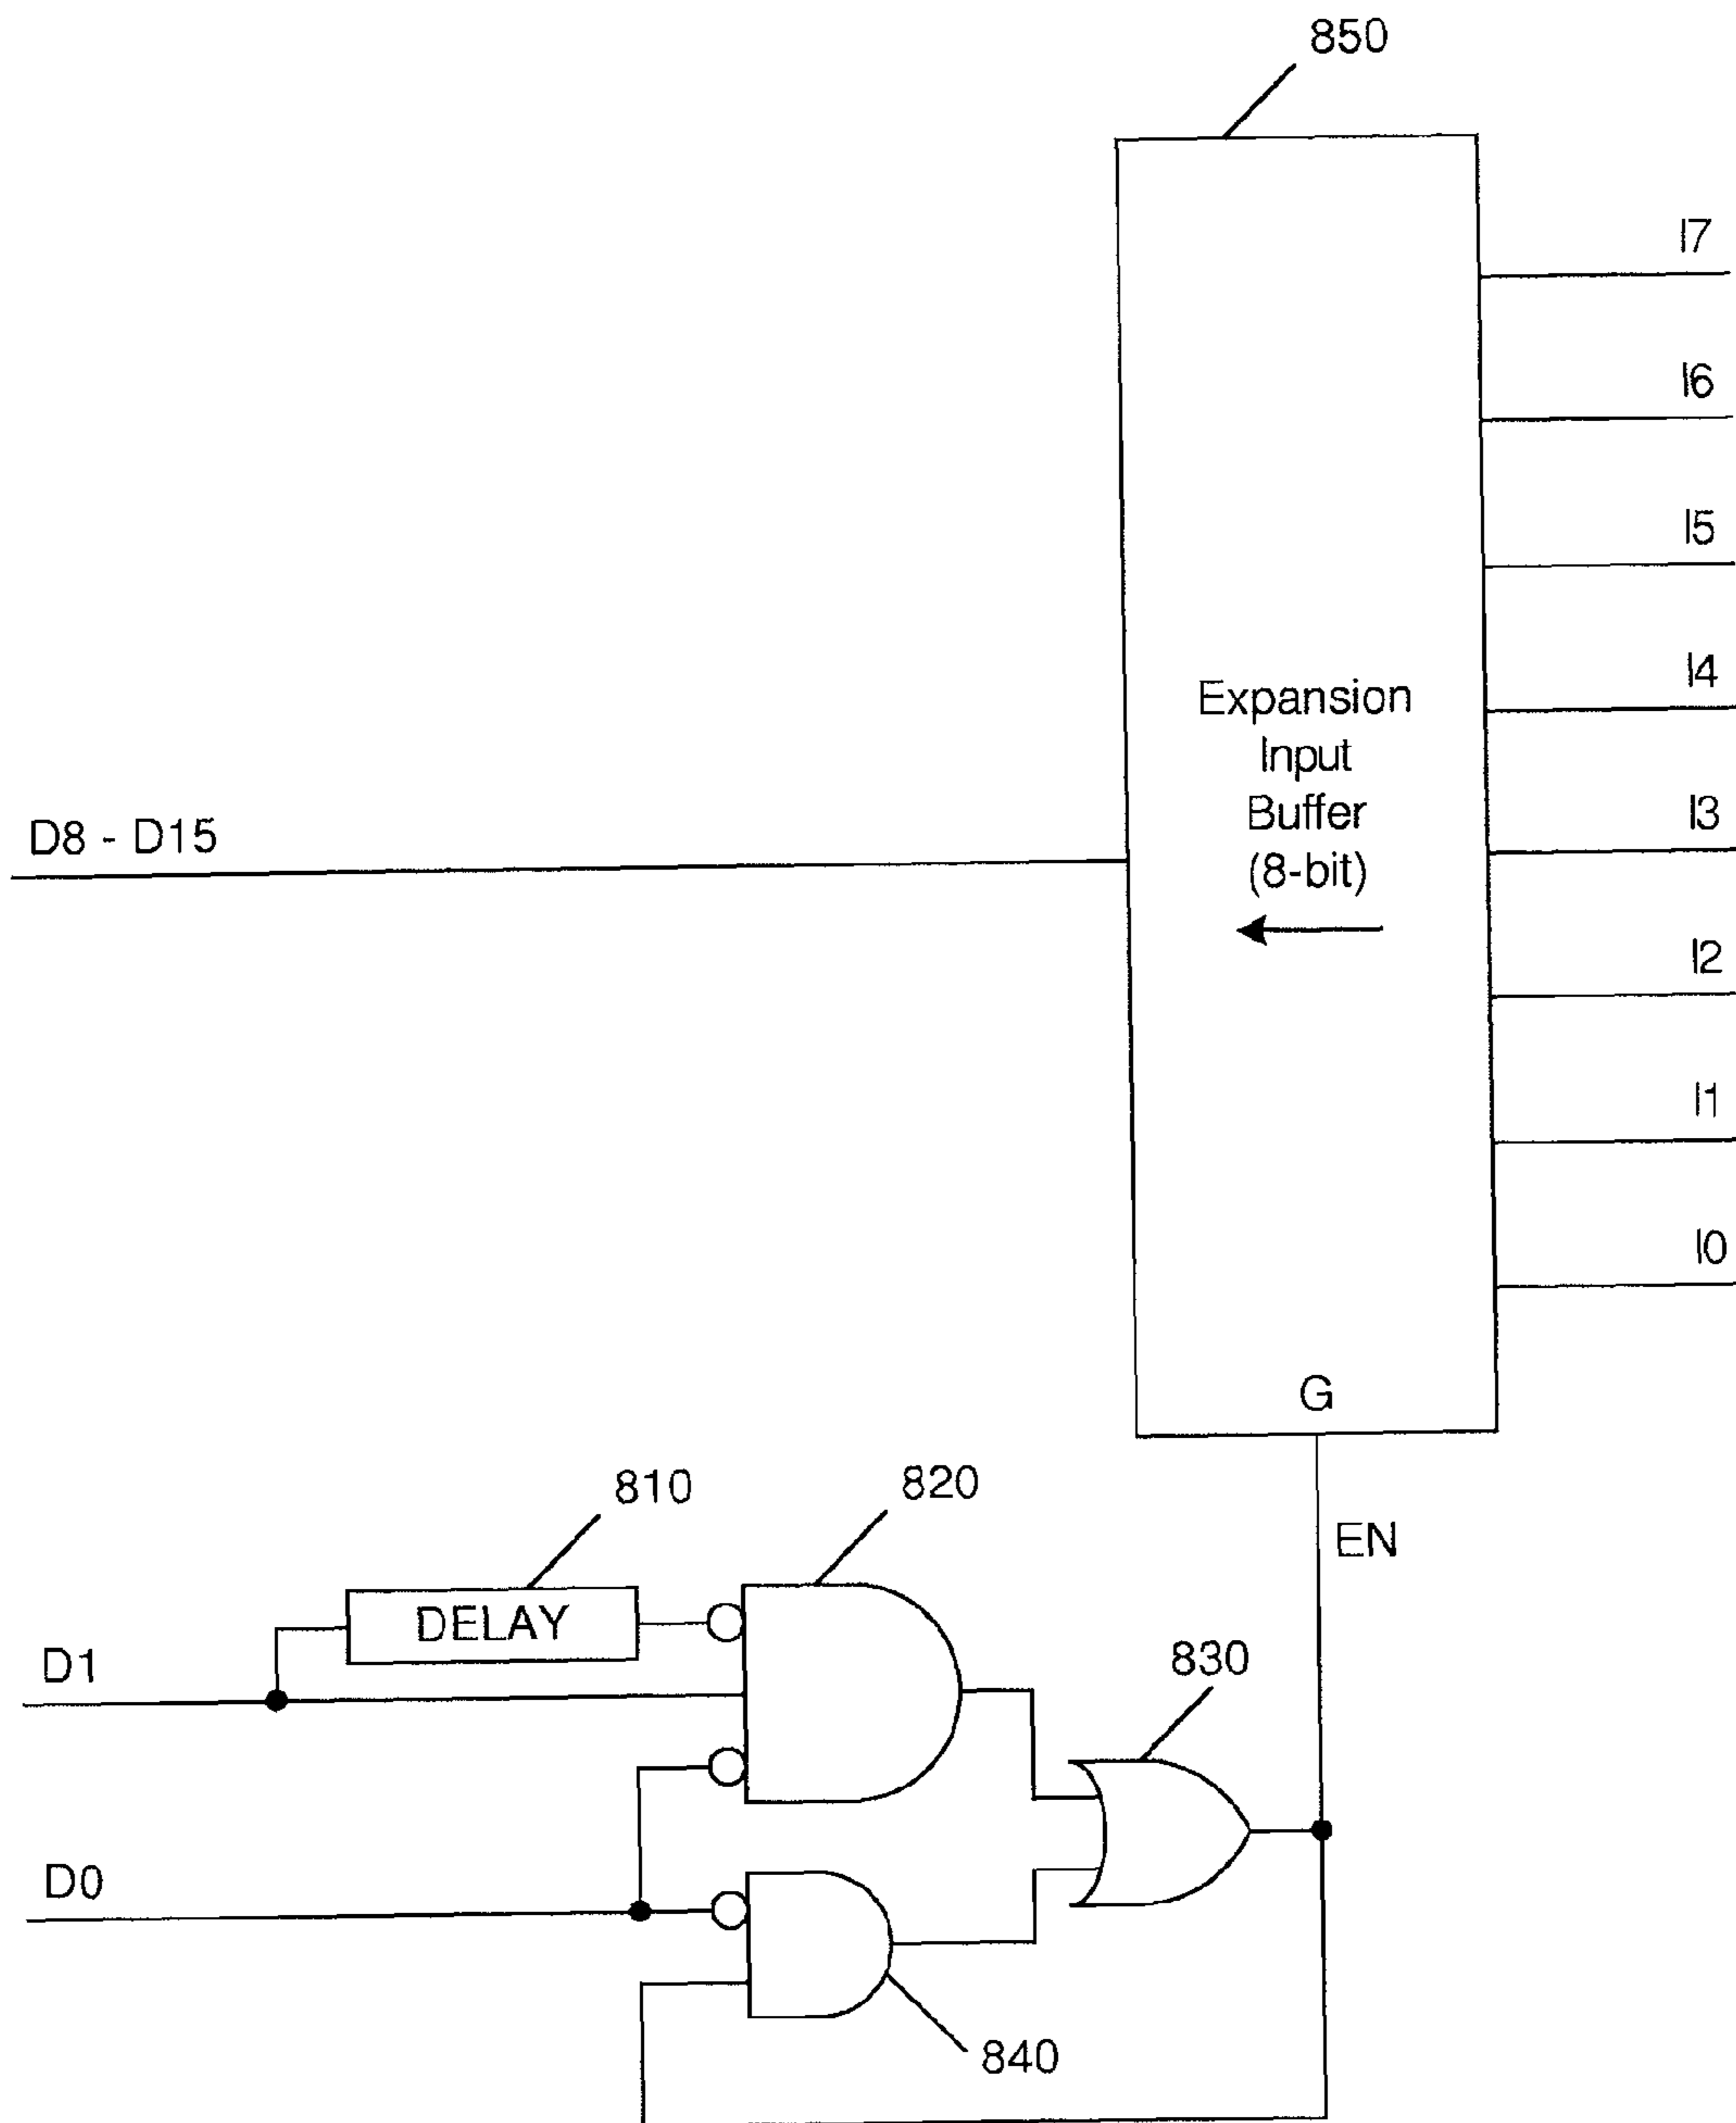 850
I7
I6
I5
I4
Expansion
Input
Buffer
(8-bit)
I3
D8 - D15
I2
I1
I0
G
810
820
EN
DELAY
D1
830
D0
840